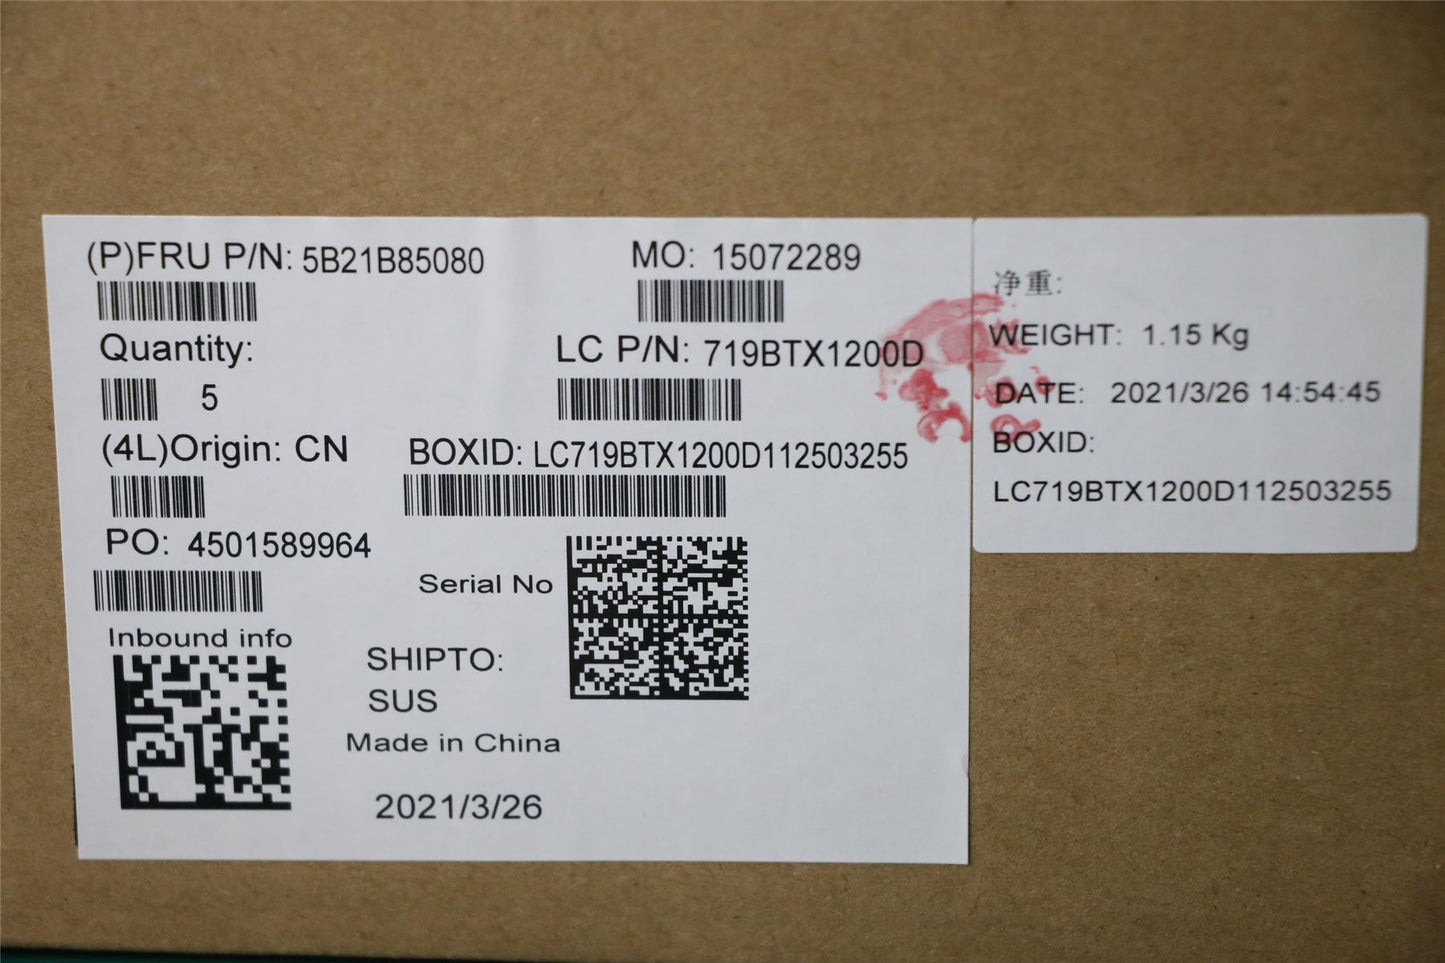 (P)FRU P/N: 5B21B85080
MO: 15072289
Quantity:
5
LC P/N: 719BTX1200D
(4L)Origin: CN
BOXID: LC719BTX1200D112503255
PO: 4501589964
Serial No
Inbound info
SHIPTO:
SUS
Made in China
2021/3/26
净重:
WEIGHT: 1.15 Kg
DATE: 2021/3/26 14:54:45
BOXID:
LC719BTX1200D112503255